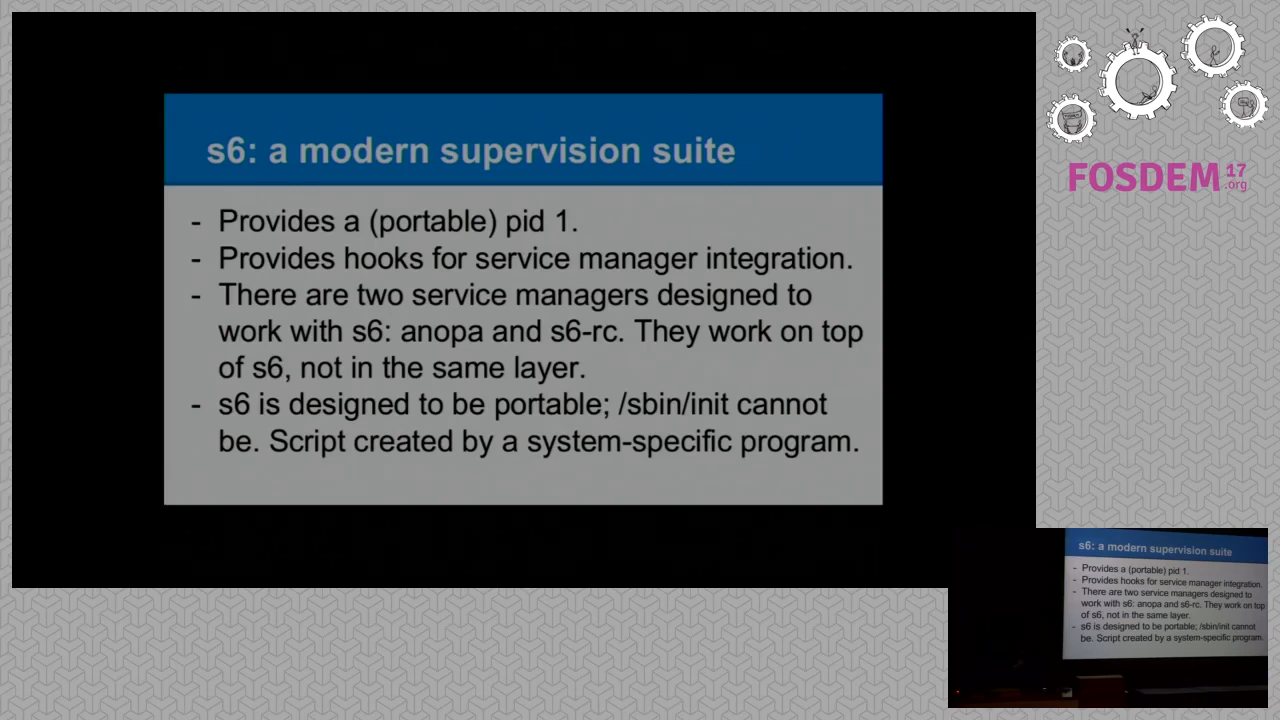 s6: a modern supervision suite
- Provides a (portable) pid 1.
- Provides hooks for service manager integration.
- There are two service managers designed to
work with s6: anopa and s6-rc. They work on top
of s6, not in the same layer.
- s6 is designed to be portable; /sbin/init cannot
be. Script created by a system-specific program.
FOSDEM 17
.org
s6: a modern supervision suite
- Provides a (portable) pid 1.
- Provides hooks for service manager integration.
- There are two service managers designed to
work with s6: anopa and s6-rc. They work on top
of s6, not in the same layer.
- s6 is designed to be portable; /sbin/init cannot
be. Script created by a system-specific program.